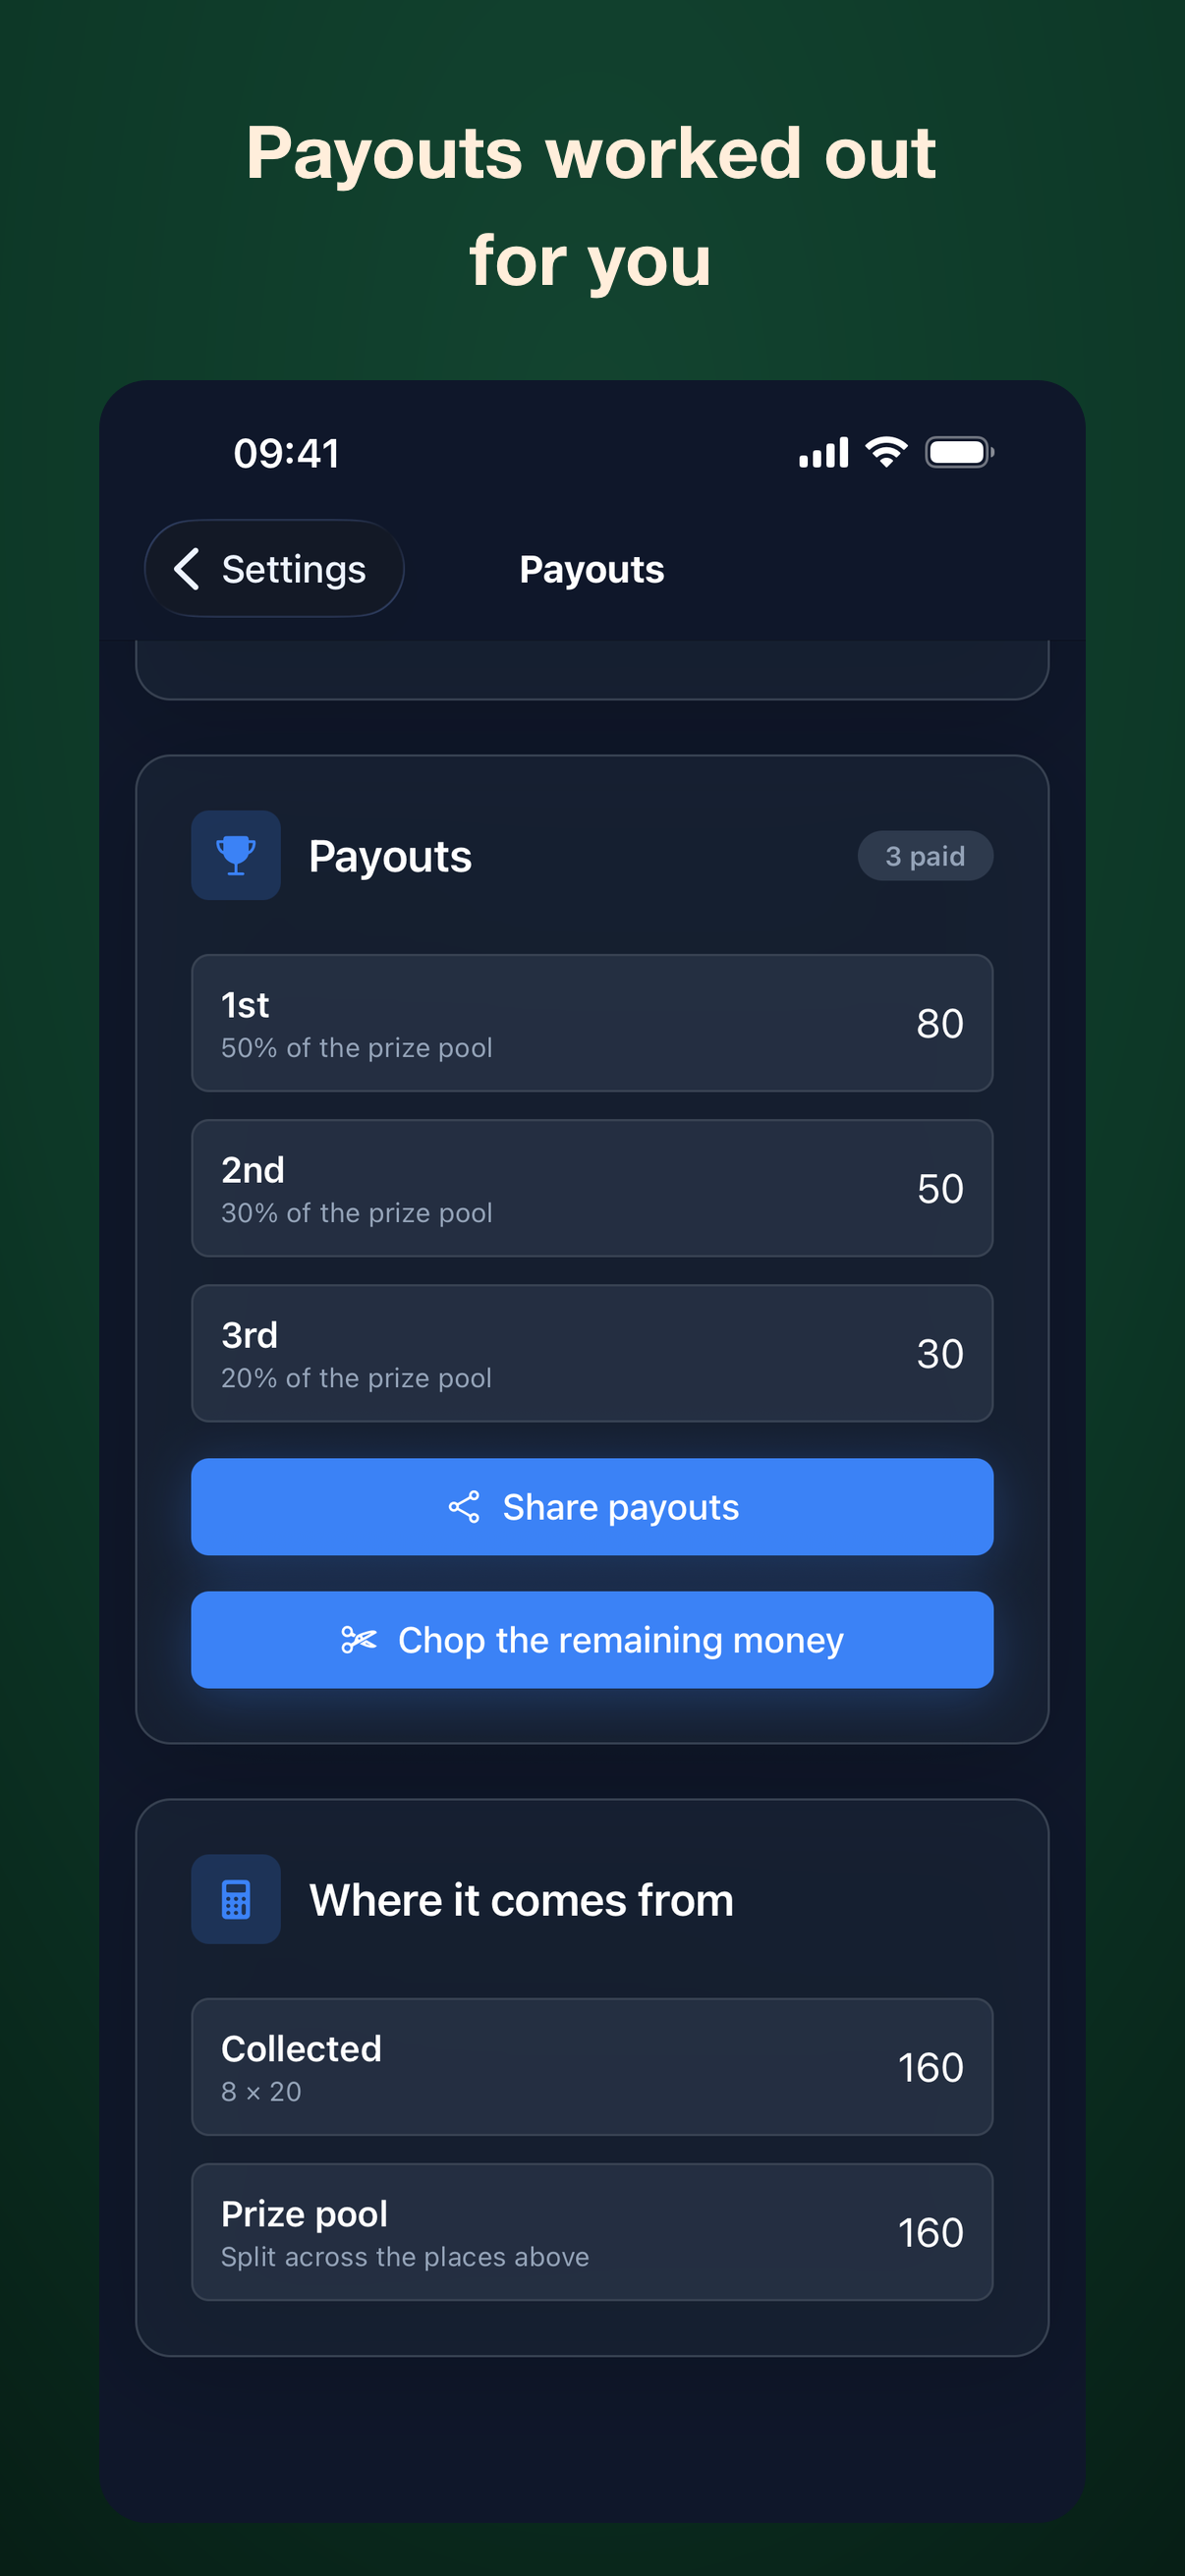 Payouts worked out
for you
09:41
Settings
Payouts
Payouts
3 paid
1st
50% of the prize pool
80
2nd
30% of the prize pool
50
3rd
20% of the prize pool
30
Share payouts
Chop the remaining money
Where it comes from
Collected
8 × 20
160
Prize pool
Split across the places above
160